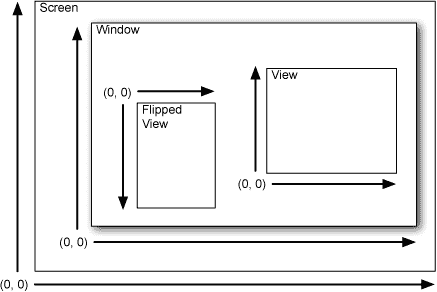 Screen
Window
View
(0, 0)
Flipped
View
(0, 0)
(0, 0)
(0, 0)